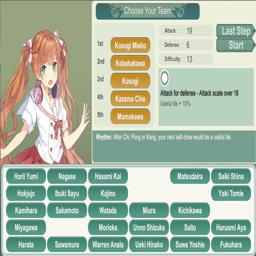 Choose Your Team:
Attack: 19
Defense: 6
Difficulty: 13
Last Step
Start
1st Kosugi Mieko
2nd Kobahakawa
3rd Kosugi
4th Kazama Chie
5th Momokawa
Attack for defense - Attack scale over 18
Useful tile + 10%
Rhythm: After Chi, Pong or Kang, your next self-draw would be a useful tile.
Horii Yumi Nagase Hasami Kai Matsudaira Saiki Shina
Hokjujo Ibuki Sayu Kajino Yaki Tomie
Kamihara Sakamoto Watada Miura Kichikawa
Miyagawa Morioka Unno Shizuka Saito Haruomi Aya
Harata Sawamura Warren Anais Ueki Hinako Suwa Yoshie Fukuhara